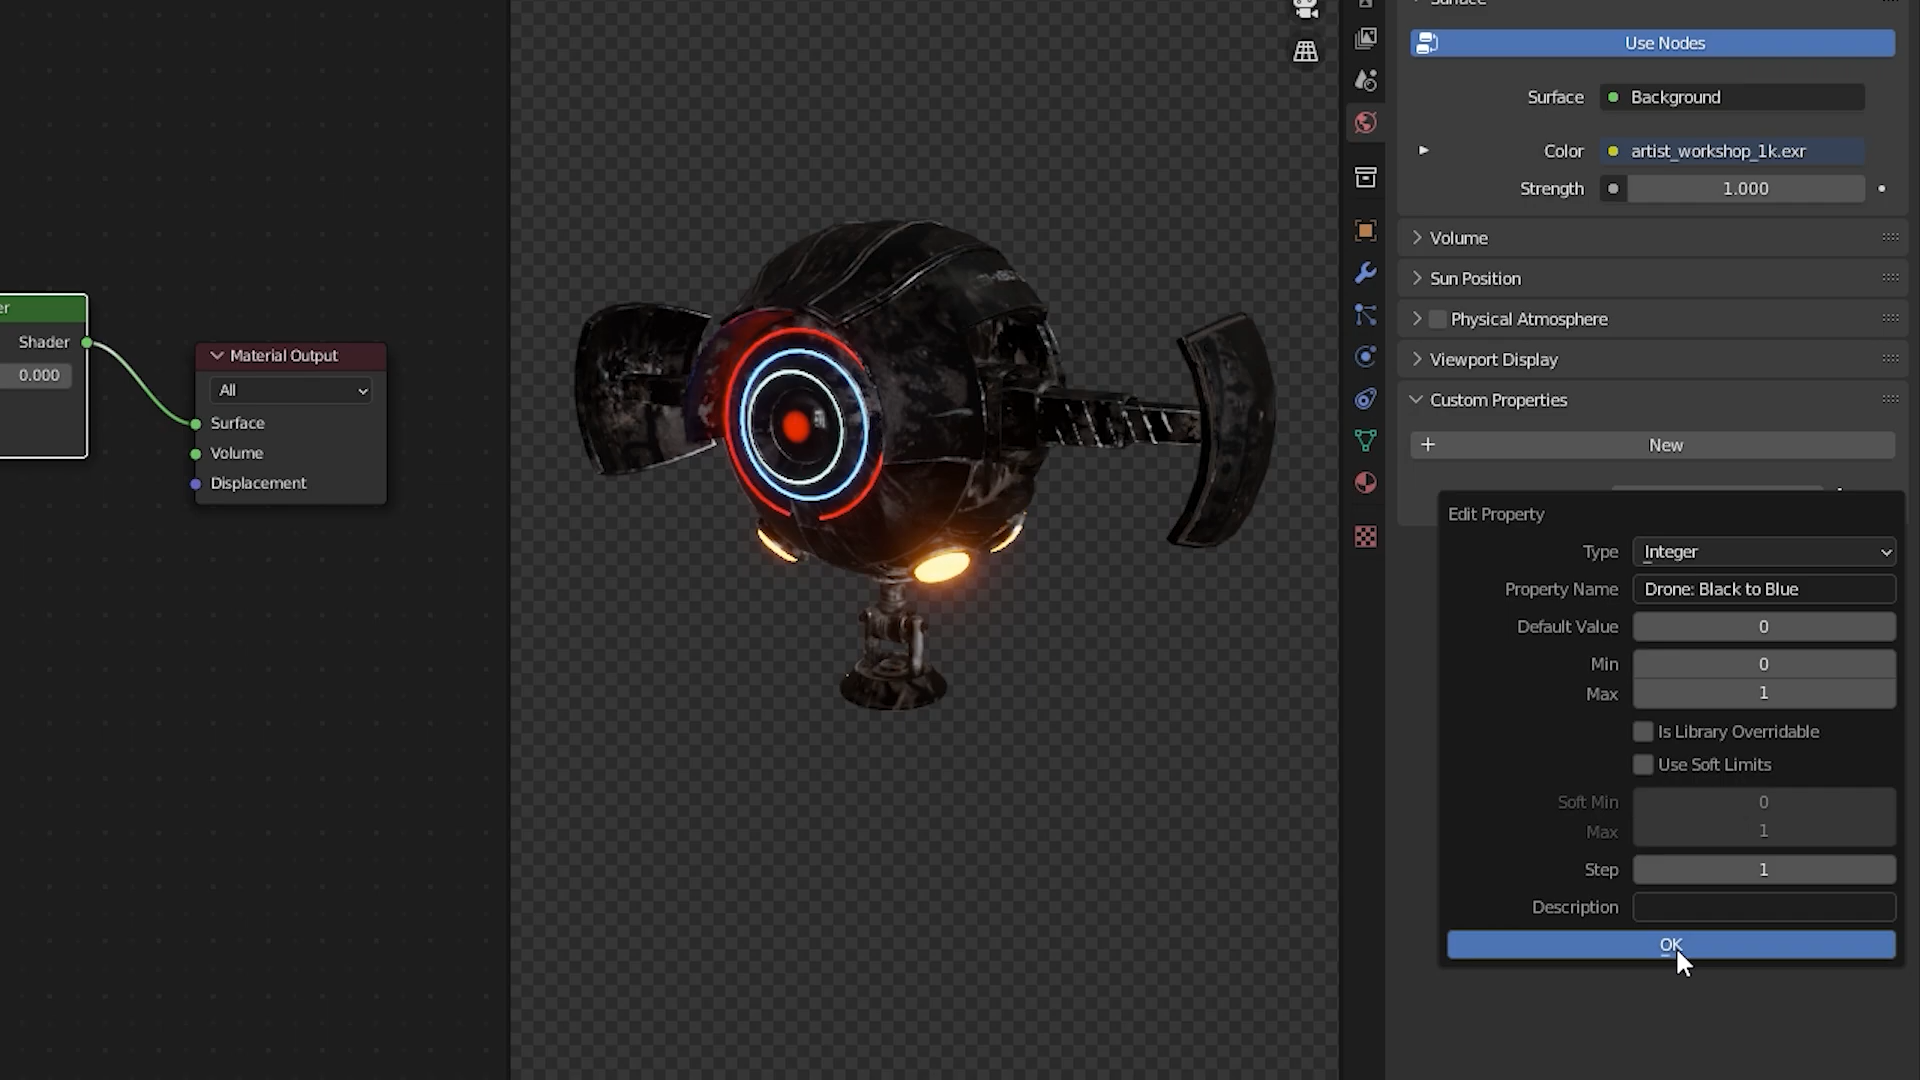 Surface
Use Nodes
Surface
Background
Color
artist_workshop_1k.exr
Strength
1.000
Volume
Sun Position
Physical Atmosphere
Viewport Display
Custom Properties
New
er
Shader
0.000
Material Output
All
Surface
Volume
Displacement
Edit Property
Type
Integer
Property Name
Drone: Black to Blue
Default Value
0
Min
0
Max
1
Is Library Overridable
Use Soft Limits
Soft Min
0
Max
1
Step
1
Description
OK